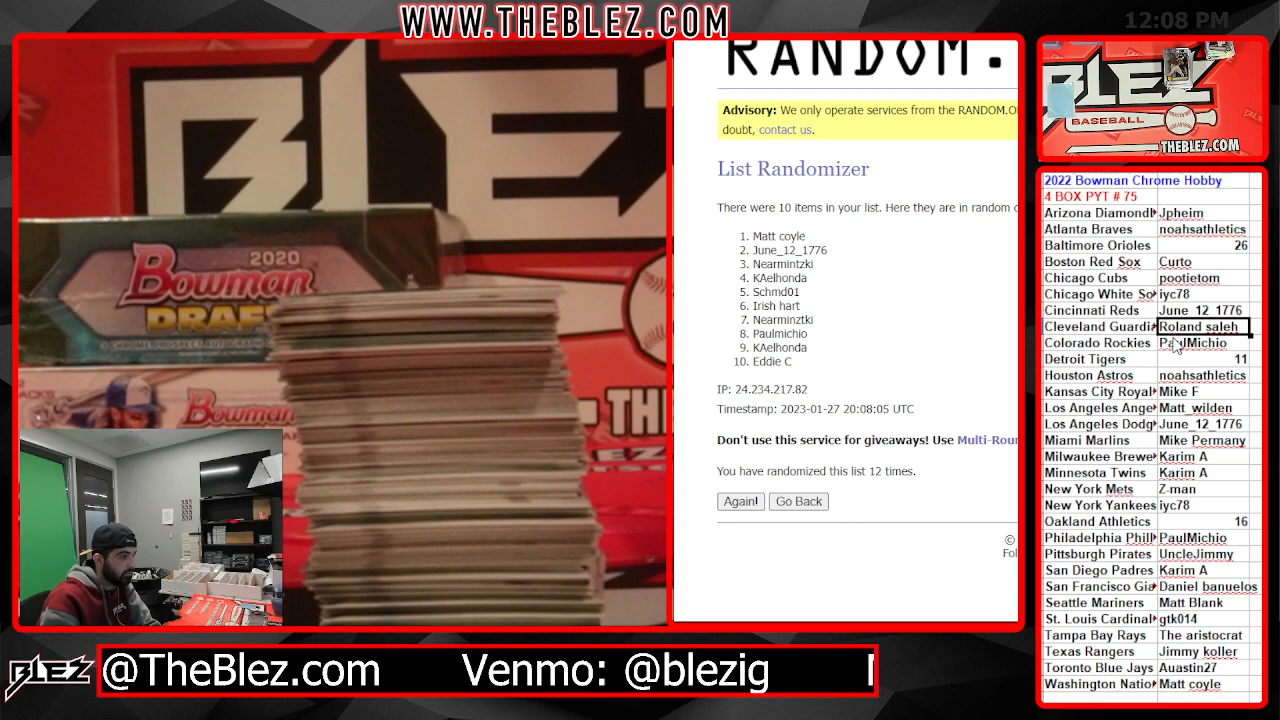 WWW.THEBLEZ.COM
12:08 PM
BLEZ
2020
Bowman
DRAFT
Bowman
RANDOM.
Advisory: We only operate services from the RANDOM.O
doubt, contact us.
List Randomizer
There were 10 items in your list. Here they are in random o
1. Matt coyle
2. June_12_1776
3. Nearmintzki
4. KAelhonda
5. Schmd01
6. Irish hart
7. Nearminztki
8. Paulmichio
9. KAelhonda
10. Eddie C
IP: 24.234.217.82
Timestamp: 2023-01-27 20:08:05 UTC
Don't use this service for giveaways! Use Multi-Roun
You have randomized this list 12 times.
Again! Go Back
©
Fol
BLEZ
BASEBALL
THEBLEZ.COM
2022 Bowman Chrome Hobby
4 BOX PYT # 75
Arizona Diamond Jpheim
Atlanta Braves noahsathletics
Baltimore Orioles 26
Boston Red Sox Curto
Chicago Cubs pootietom
Chicago White So iyc78
Cincinnati Reds June_12_1776
Cleveland Guardi Roland saleh
Colorado Rockies PaulMichio
Detroit Tigers 11
Houston Astros noahsathletics
Kansas City Royal Mike F
Los Angeles Ange Matt_wilden
Los Angeles Dodg June_12_1776
Miami Marlins Mike Permany
Milwaukee Brewe Karim A
Minnesota Twins Karim A
New York Mets Z-man
New York Yankees iyc78
Oakland Athletics 16
Philadelphia Phill PaulMichio
Pittsburgh Pirates UncleJimmy
San Diego Padres Karim A
San Francisco Gia Daniel banuelos
Seattle Mariners Matt Blank
St. Louis Cardinal gtk014
Tampa Bay Rays The aristocrat
Texas Rangers Jimmy koller
Toronto Blue Jays Auastin27
Washington Natio Matt coyle
BLEZ @TheBlez.com Venmo: @blezig